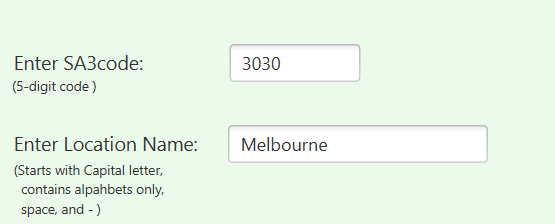 Enter SA3code: 3030
(5-digit code )
Enter Location Name: Melbourne
(Starts with Capital letter,
contains alpahbets only,
space, and - )